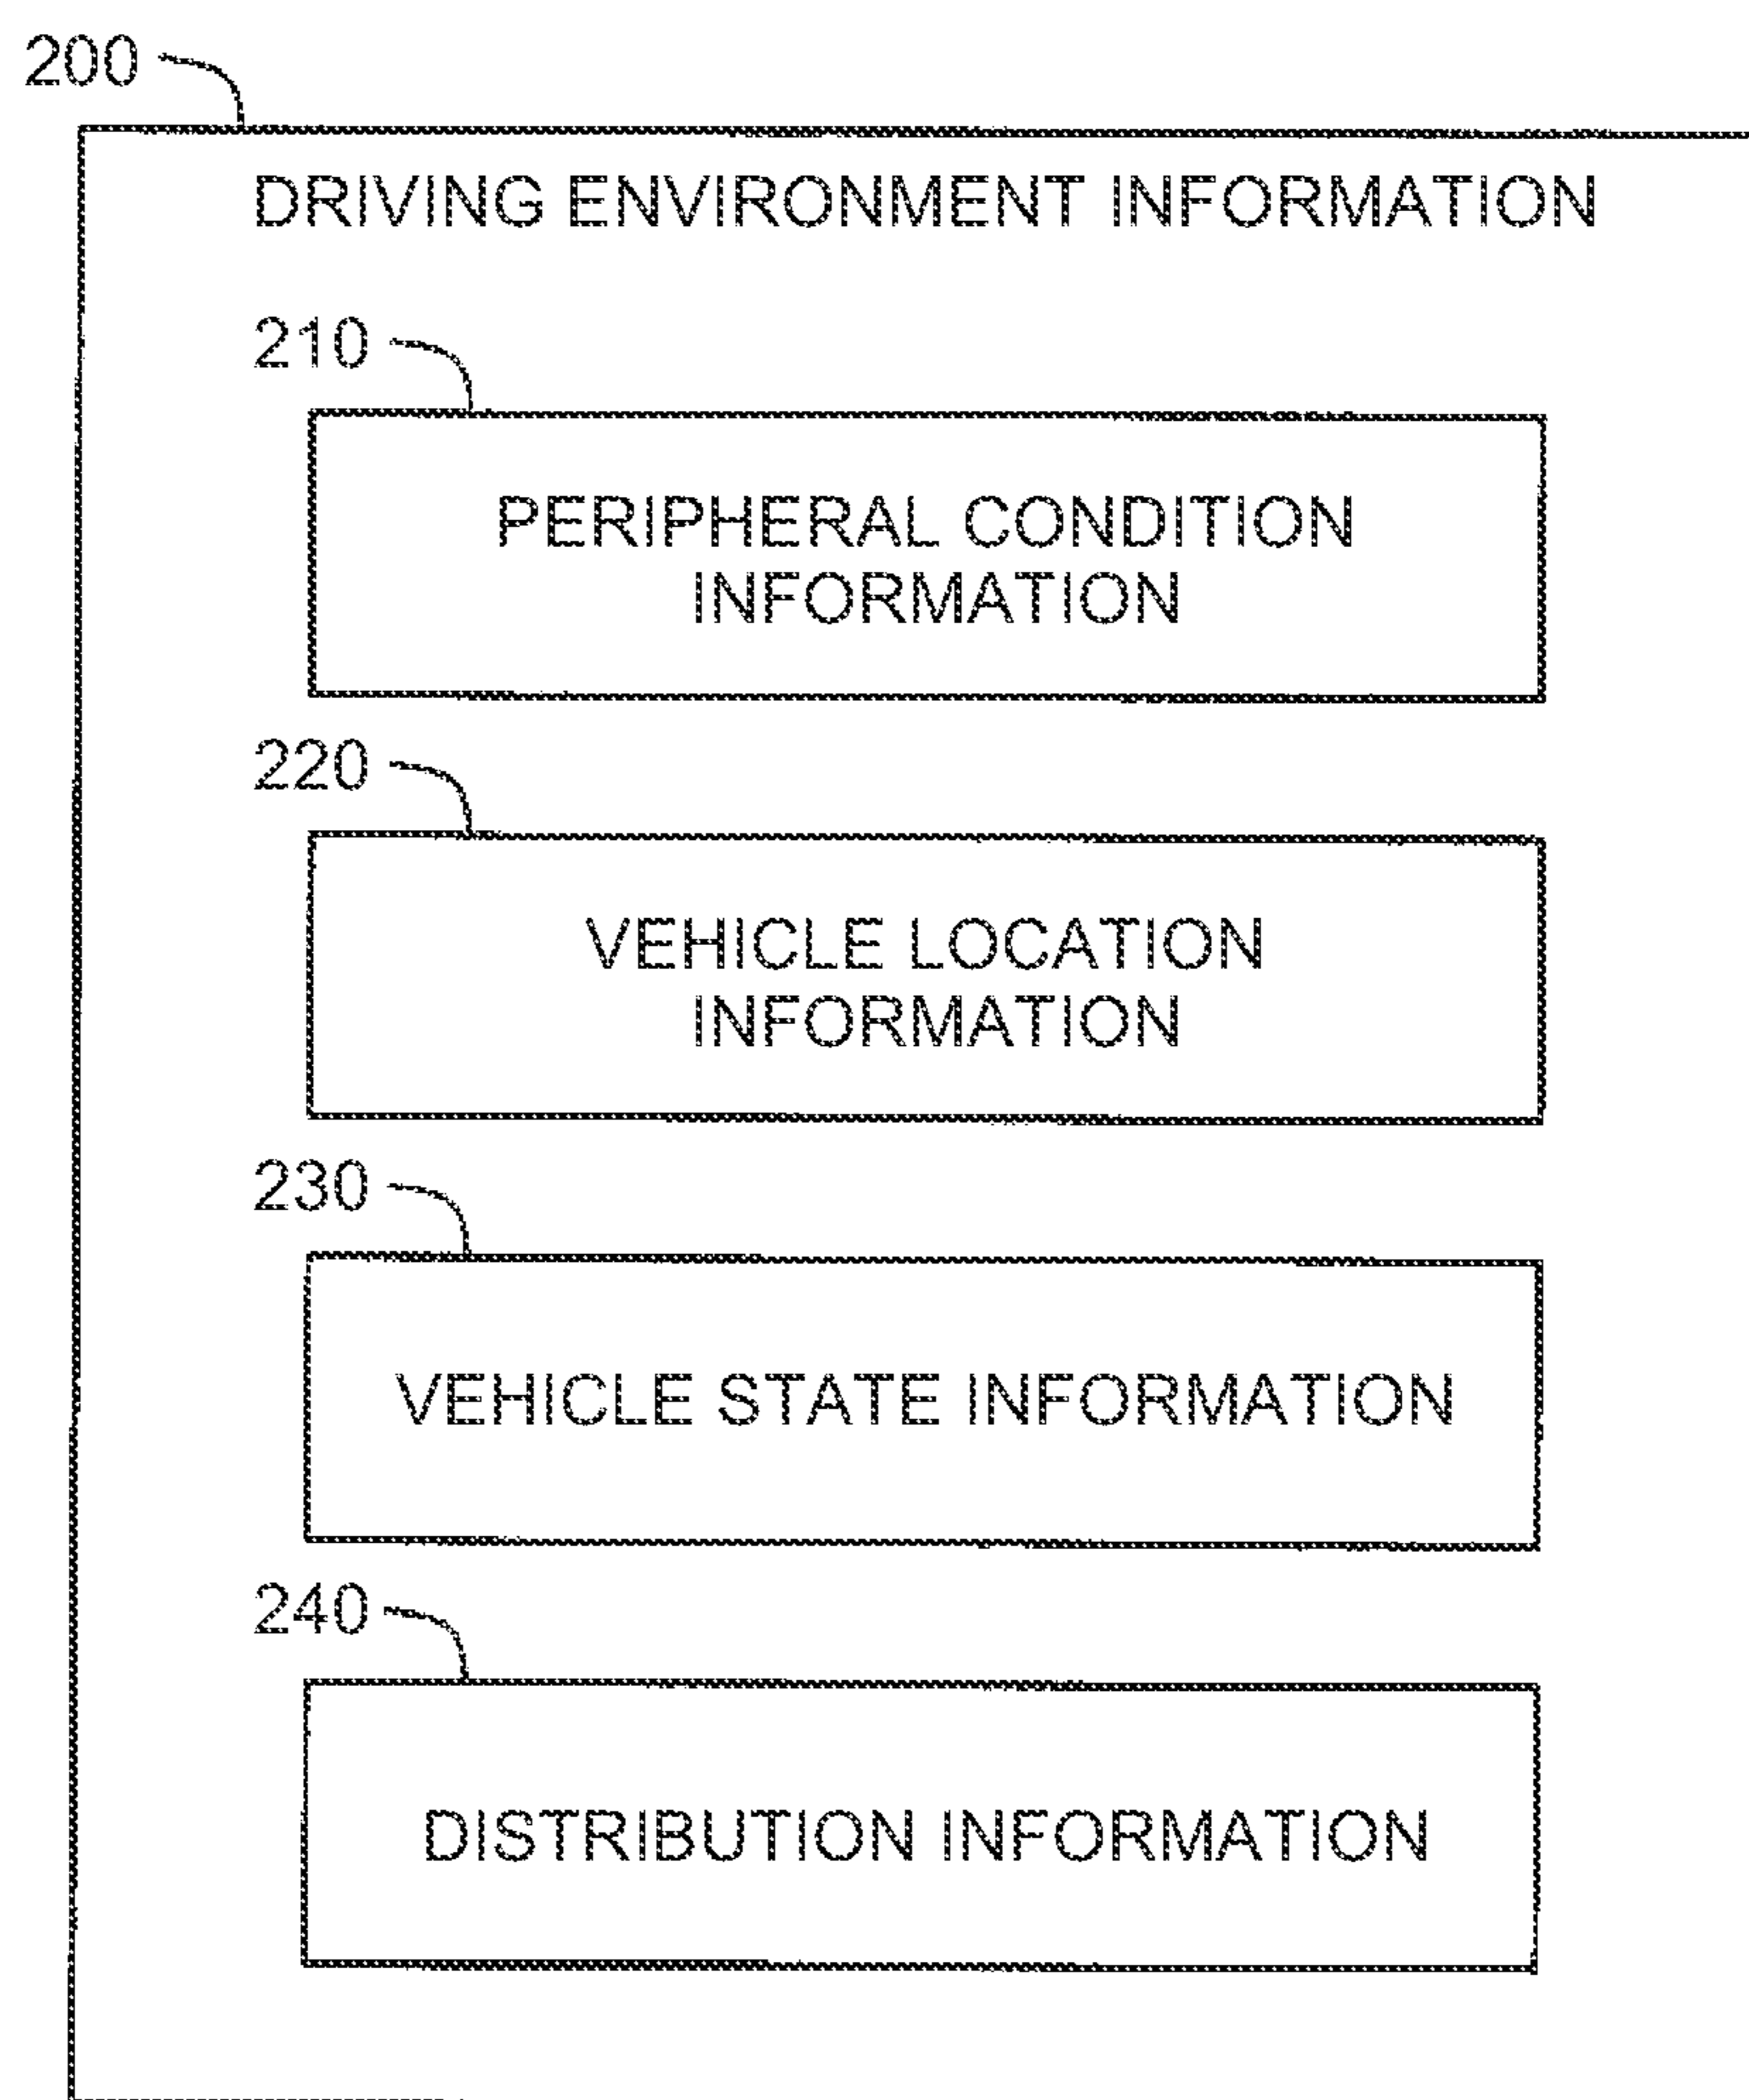 200
DRIVING ENVIRONMENT INFORMATION
210
PERIPHERAL CONDITION
INFORMATION
220
VEHICLE LOCATION
INFORMATION
230
VEHICLE STATE INFORMATION
240
DISTRIBUTION INFORMATION